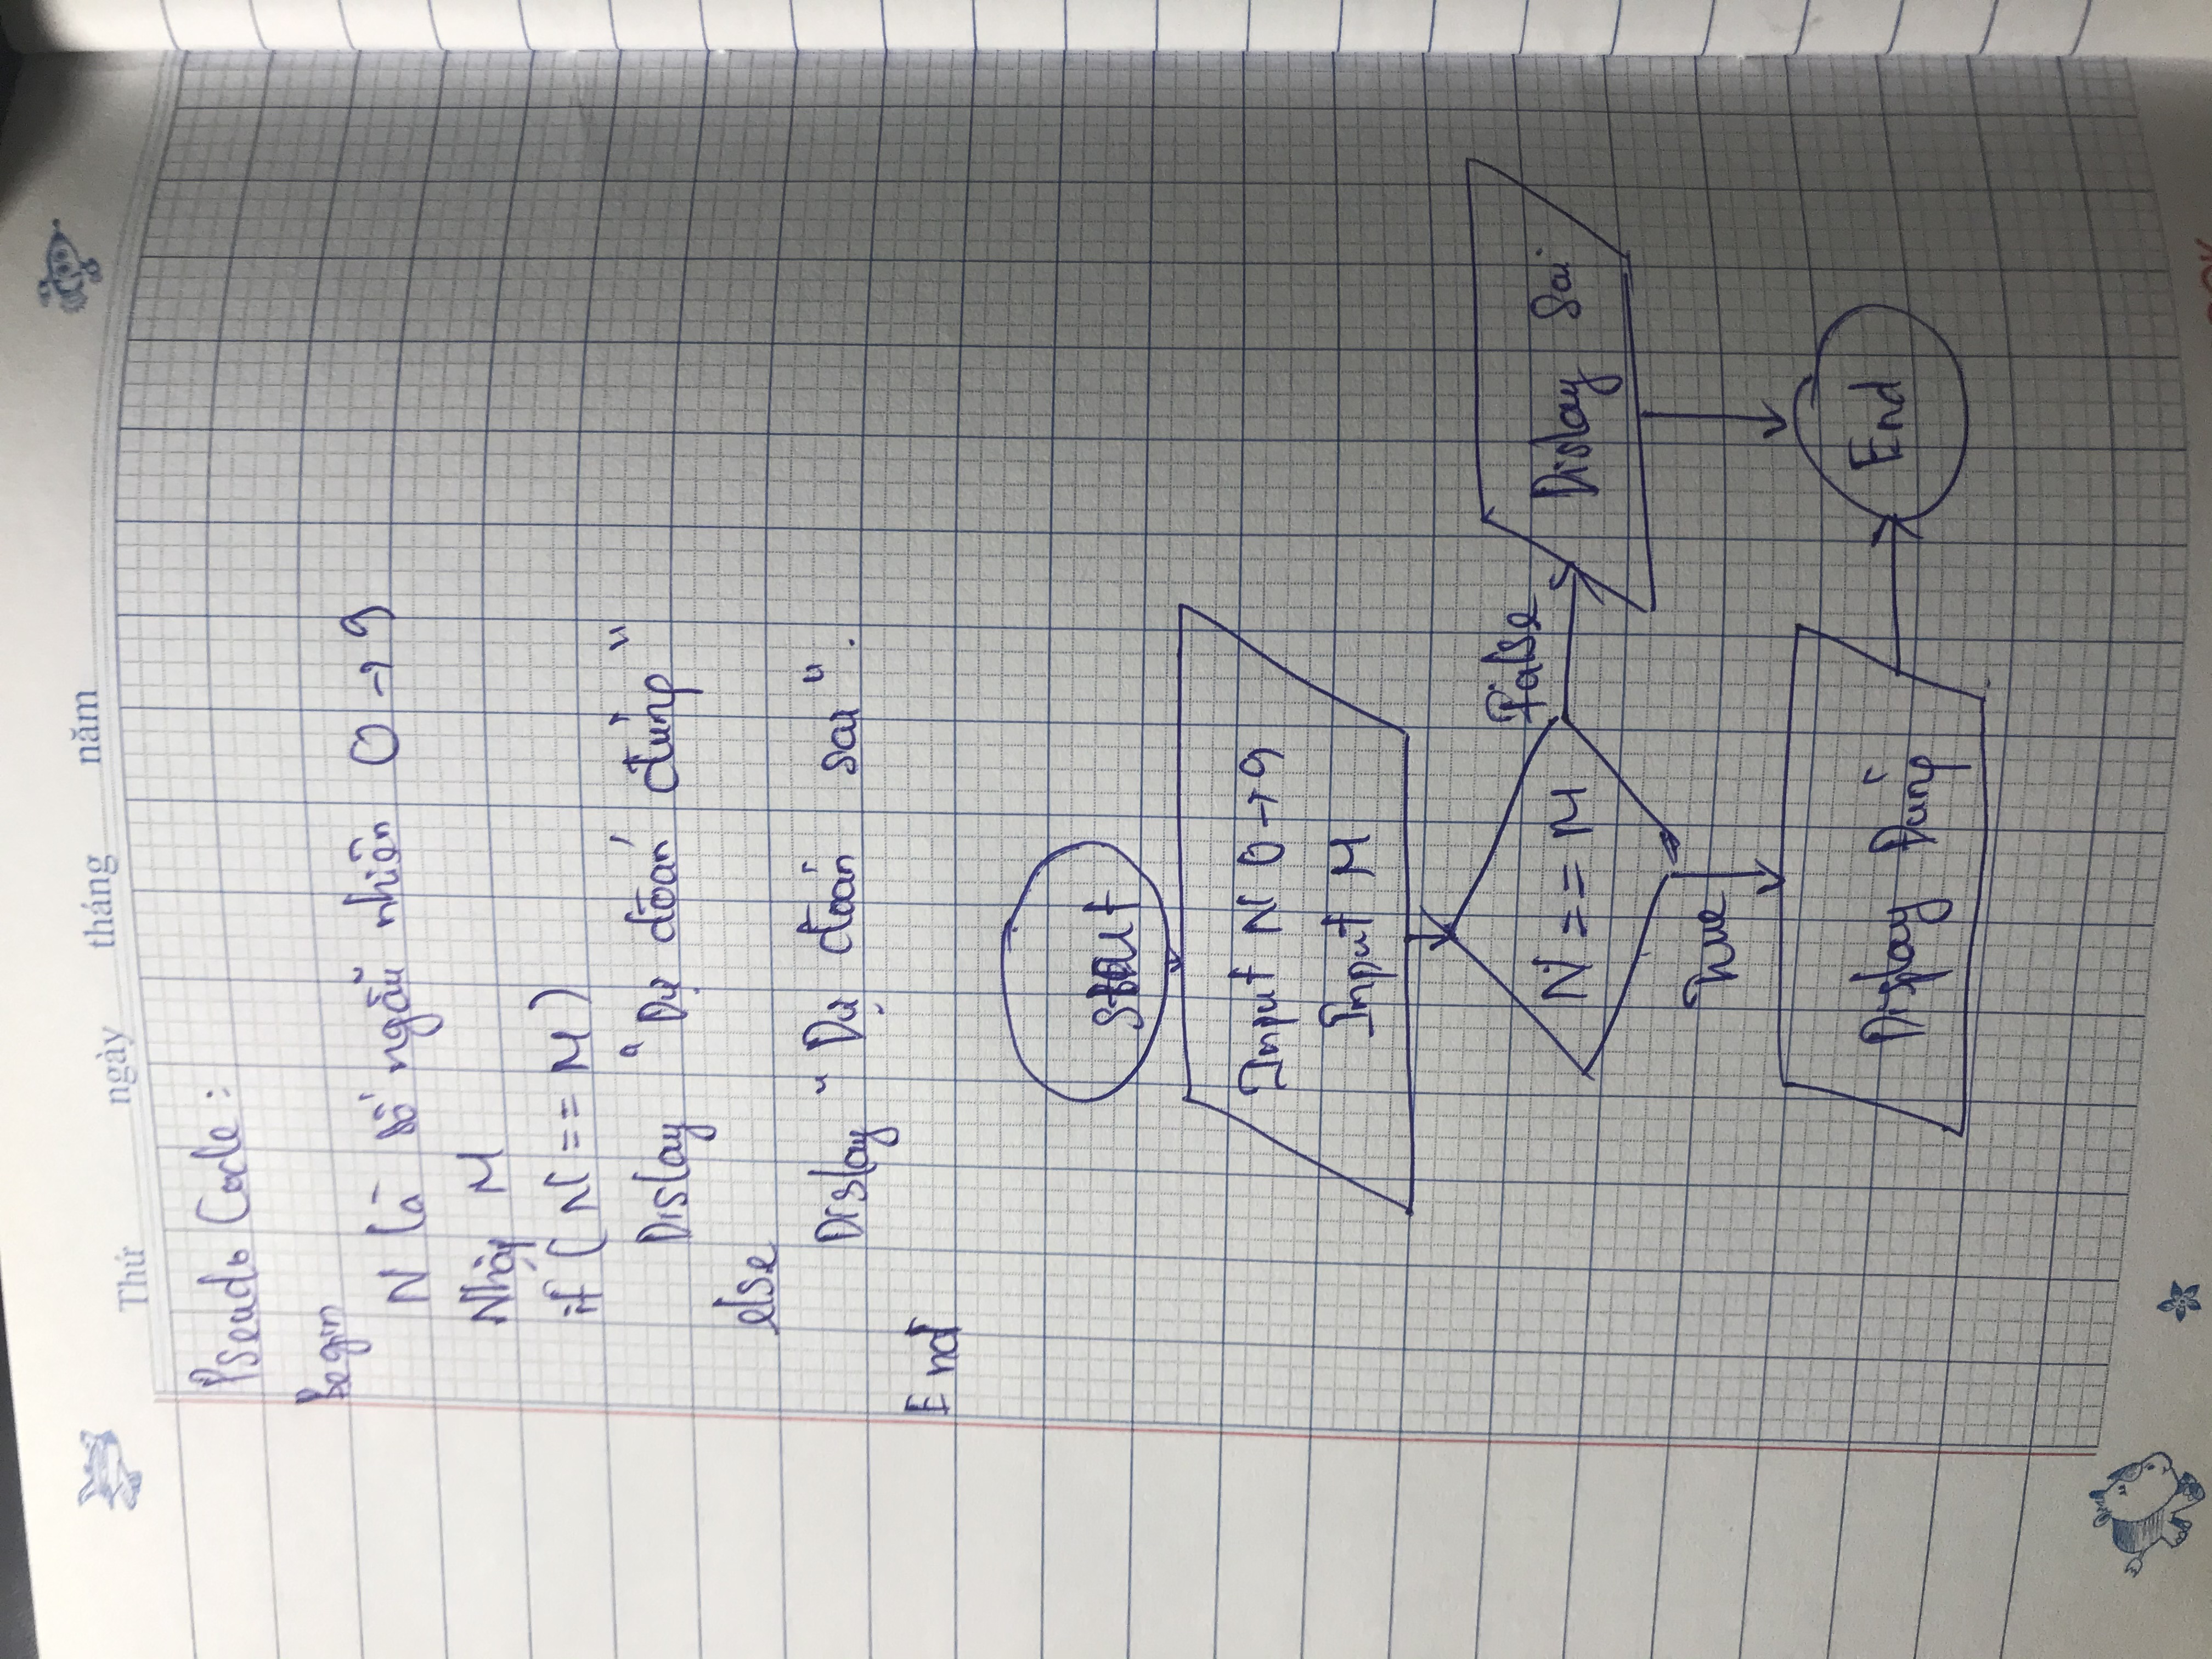 Thứ ngày tháng năm
Pseudo Code :
Begin
N là số ngẫu nhiên 0 → 9
Nhập M
if ( N == M )
Dislay "Dự đoán đúng"
else
Dislay "Dự đoán sai".
End
Start
Input N 0 → 9
Input M
N == M
False
Dislay Sai
True
Display Đúng
End